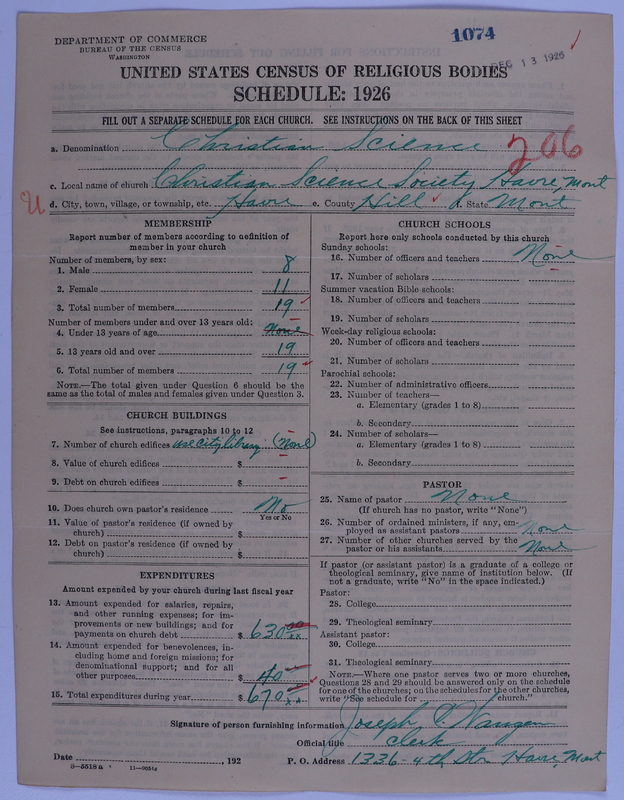 DEPARTMENT OF COMMERCE
BUREAU OF THE CENSUS
WASHINGTON
1074
DEC 13 1926
UNITED STATES CENSUS OF RELIGIOUS BODIES
SCHEDULE: 1926
FILL OUT A SEPARATE SCHEDULE FOR EACH CHURCH. SEE INSTRUCTIONS ON THE BACK OF THIS SHEET
a. Denomination Christian Science
206
c. Local name of church Christian Science Society Havre, Mont
d. City, town, village, or township, etc. Havre e. County Hill f. State Mont
MEMBERSHIP
Report number of members according to definition of
member in your church
Number of members, by sex:
1. Male 8
2. Female 11
3. Total number of members 19
Number of members under and over 13 years old:
4. Under 13 years of age None
5. 13 years old and over 19
6. Total number of members 19
NOTE.—The total given under Question 6 should be the
same as the total of males and females given under Question 3.
CHURCH BUILDINGS
See instructions, paragraphs 10 to 12
7. Number of church edifices use city library (None)
8. Value of church edifices $
9. Debt on church edifices $ –
10. Does church own pastor's residence No
Yes or No
11. Value of pastor's residence (if owned by
church) $
12. Debt on pastor's residence (if owned by
church) $
EXPENDITURES
Amount expended by your church during last fiscal year
13. Amount expended for salaries, repairs,
and other running expenses; for im-
provements or new buildings; and for
payments on church debt $ 630
14. Amount expended for benevolences, in-
cluding home and foreign missions; for
denominational support; and for all
other purposes $ 40
15. Total expenditures during year $ 670
CHURCH SCHOOLS
Report here only schools conducted by this church
Sunday schools:
16. Number of officers and teachers None
17. Number of scholars
Summer vacation Bible schools:
18. Number of officers and teachers
19. Number of scholars
Week-day religious schools:
20. Number of officers and teachers
21. Number of scholars
Parochial schools:
22. Number of administrative officers
23. Number of teachers—
a. Elementary (grades 1 to 8)
b. Secondary
24. Number of scholars—
a. Elementary (grades 1 to 8)
b. Secondary
PASTOR
25. Name of pastor None
(If church has no pastor, write "None")
26. Number of ordained ministers, if any, em-
ployed as assistant pastors None
27. Number of other churches served by the
pastor or his assistants None
If pastor (or assistant pastor) is a graduate of a college or
theological seminary, give name of institution below. (If
not a graduate, write "No" in the space indicated.)
Pastor:
28. College
29. Theological seminary
Assistant pastor:
30. College
31. Theological seminary
NOTE.—Where one pastor serves two or more churches,
Questions 28 and 29 should be answered only on the schedule
for one of the churches; on the schedules for the other churches,
write "See schedule for church."
Signature of person furnishing information Joseph
Official title Clerk
Date , 192
P. O. Address 1336 - 4th Str. Havre, Mont
8—5518 a